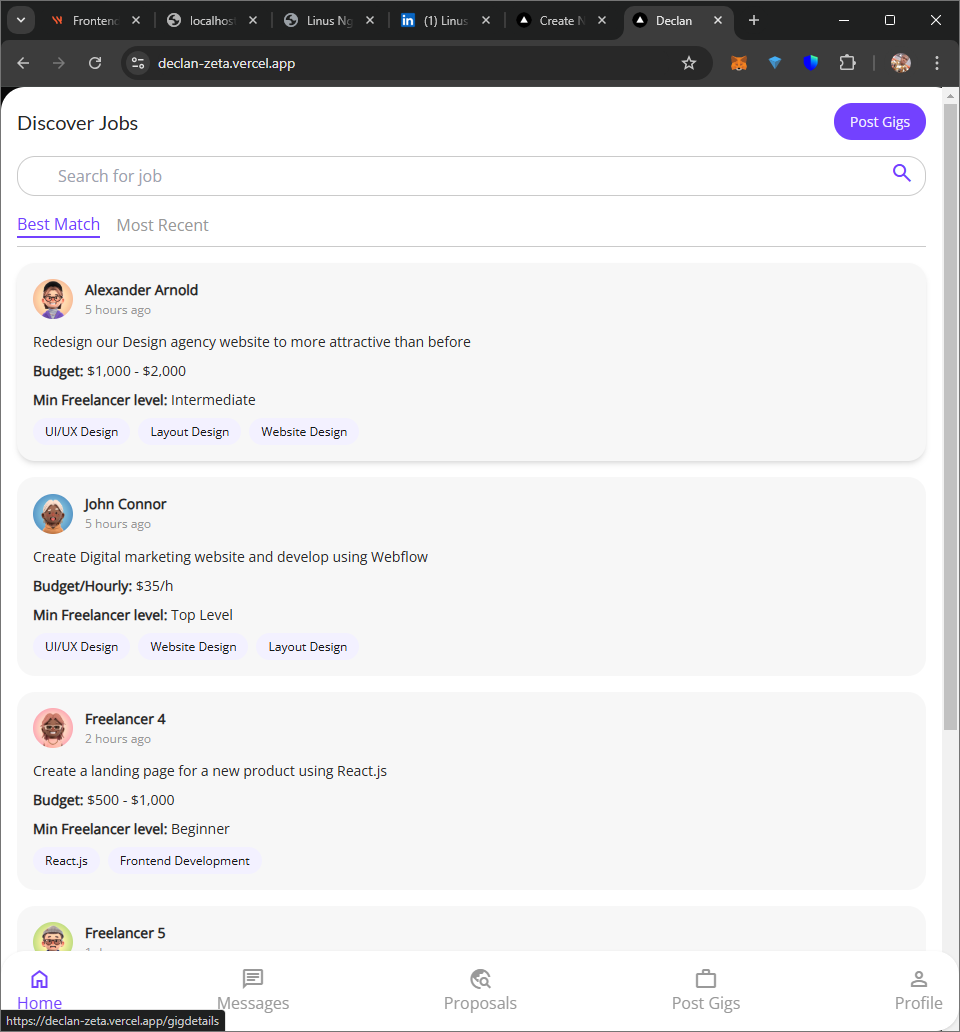 Frontend
localhost
Linus Ng
in (1) Linus
Create N
Declan
declan-zeta.vercel.app
Discover Jobs
Post Gigs
Search for job
Best Match Most Recent
Alexander Arnold
5 hours ago
Redesign our Design agency website to more attractive than before
Budget: $1,000 - $2,000
Min Freelancer level: Intermediate
UI/UX Design Layout Design Website Design
John Connor
5 hours ago
Create Digital marketing website and develop using Webflow
Budget/Hourly: $35/h
Min Freelancer level: Top Level
UI/UX Design Website Design Layout Design
Freelancer 4
2 hours ago
Create a landing page for a new product using React.js
Budget: $500 - $1,000
Min Freelancer level: Beginner
React.js Frontend Development
Freelancer 5
Home Messages Proposals Post Gigs Profile
https://declan-zeta.vercel.app/gigdetails